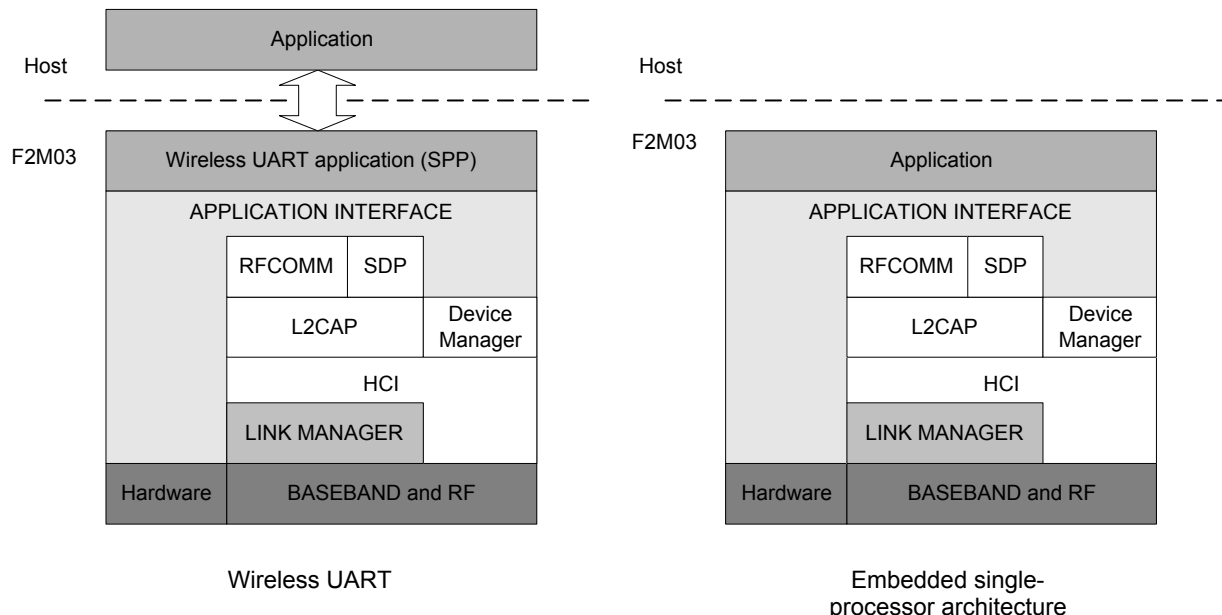 Application
Host
F2M03
Wireless UART application (SPP)
APPLICATION INTERFACE
RFCOMM
SDP
L2CAP
Device
Manager
HCI
LINK MANAGER
Hardware
BASEBAND and RF
Wireless UART
Host
F2M03
Application
APPLICATION INTERFACE
RFCOMM
SDP
L2CAP
Device
Manager
HCI
LINK MANAGER
Hardware
BASEBAND and RF
Embedded single-
processor architecture